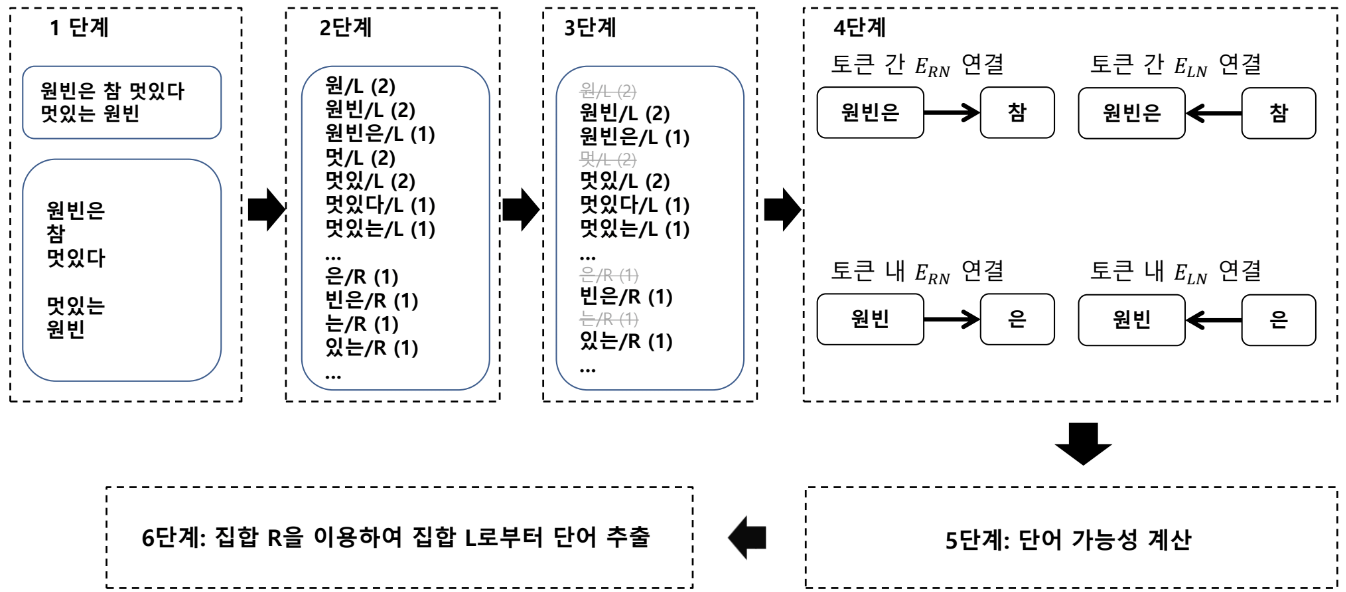 1 단계
원빈은 참 멋있다
멋있는 원빈
원빈은
참
멋있다
멋있는
원빈
2단계
원/L (2)
원빈/L (2)
원빈은/L (1)
멋/L (2)
멋있/L (2)
멋있다/L (1)
멋있는/L (1)
...
은/R (1)
빈은/R (1)
는/R (1)
있는/R (1)
...
3단계
원/L (2)
원빈/L (2)
원빈은/L (1)
멋/L (2)
멋있/L (2)
멋있다/L (1)
멋있는/L (1)
...
은/R (1)
빈은/R (1)
는/R (1)
있는/R (1)
...
4단계
토큰 간 E_RN 연결
원빈은 참
토큰 간 E_LN 연결
원빈은 참
토큰 내 E_RN 연결
원빈 은
토큰 내 E_LN 연결
원빈 은
5단계: 단어 가능성 계산
6단계: 집합 R을 이용하여 집합 L로부터 단어 추출